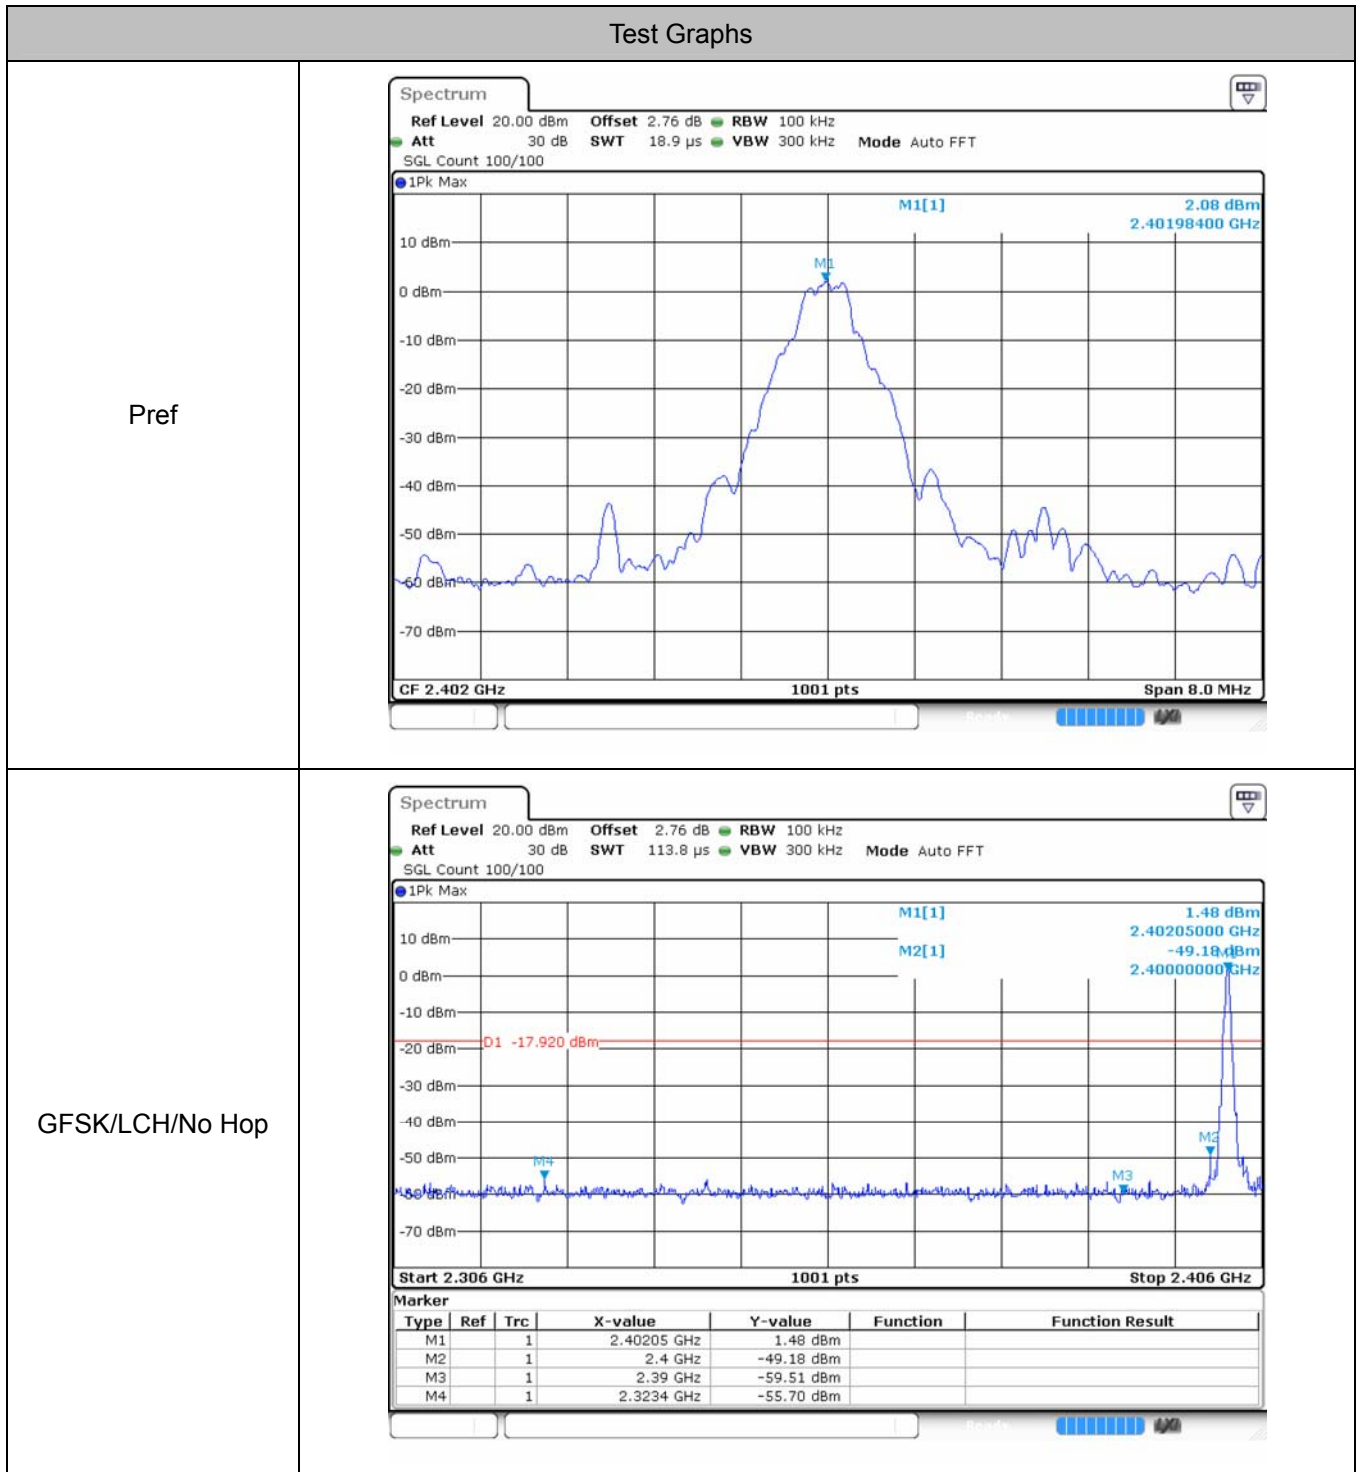 Test Graphs
Pref
Spectrum
Ref Level 20.00 dBm Offset 2.76 dB RBW 100 kHz
Att 30 dB SWT 18.9 µs VBW 300 kHz Mode Auto FFT
SGL Count 100/100
1Pk Max
M1[1] 2.08 dBm
2.40198400 GHz
10 dBm
M1
0 dBm
-10 dBm
-20 dBm
-30 dBm
-40 dBm
-50 dBm
-60 dBm
-70 dBm
CF 2.402 GHz 1001 pts Span 8.0 MHz
GFSK/LCH/No Hop
Spectrum
Ref Level 20.00 dBm Offset 2.76 dB RBW 100 kHz
Att 30 dB SWT 113.8 µs VBW 300 kHz Mode Auto FFT
SGL Count 100/100
1Pk Max
M1[1] 1.48 dBm
2.40205000 GHz
10 dBm
M2[1] -49.18 dBm
2.40000000 GHz
0 dBm
-10 dBm
D1 -17.920 dBm
-20 dBm
-30 dBm
-40 dBm
M2
-50 dBm
M4
M3
-60 dBm
-70 dBm
Start 2.306 GHz 1001 pts Stop 2.406 GHz
Marker
Type Ref Trc X-value Y-value Function Function Result
M1 1 2.40205 GHz 1.48 dBm
M2 1 2.4 GHz -49.18 dBm
M3 1 2.39 GHz -59.51 dBm
M4 1 2.3234 GHz -55.70 dBm